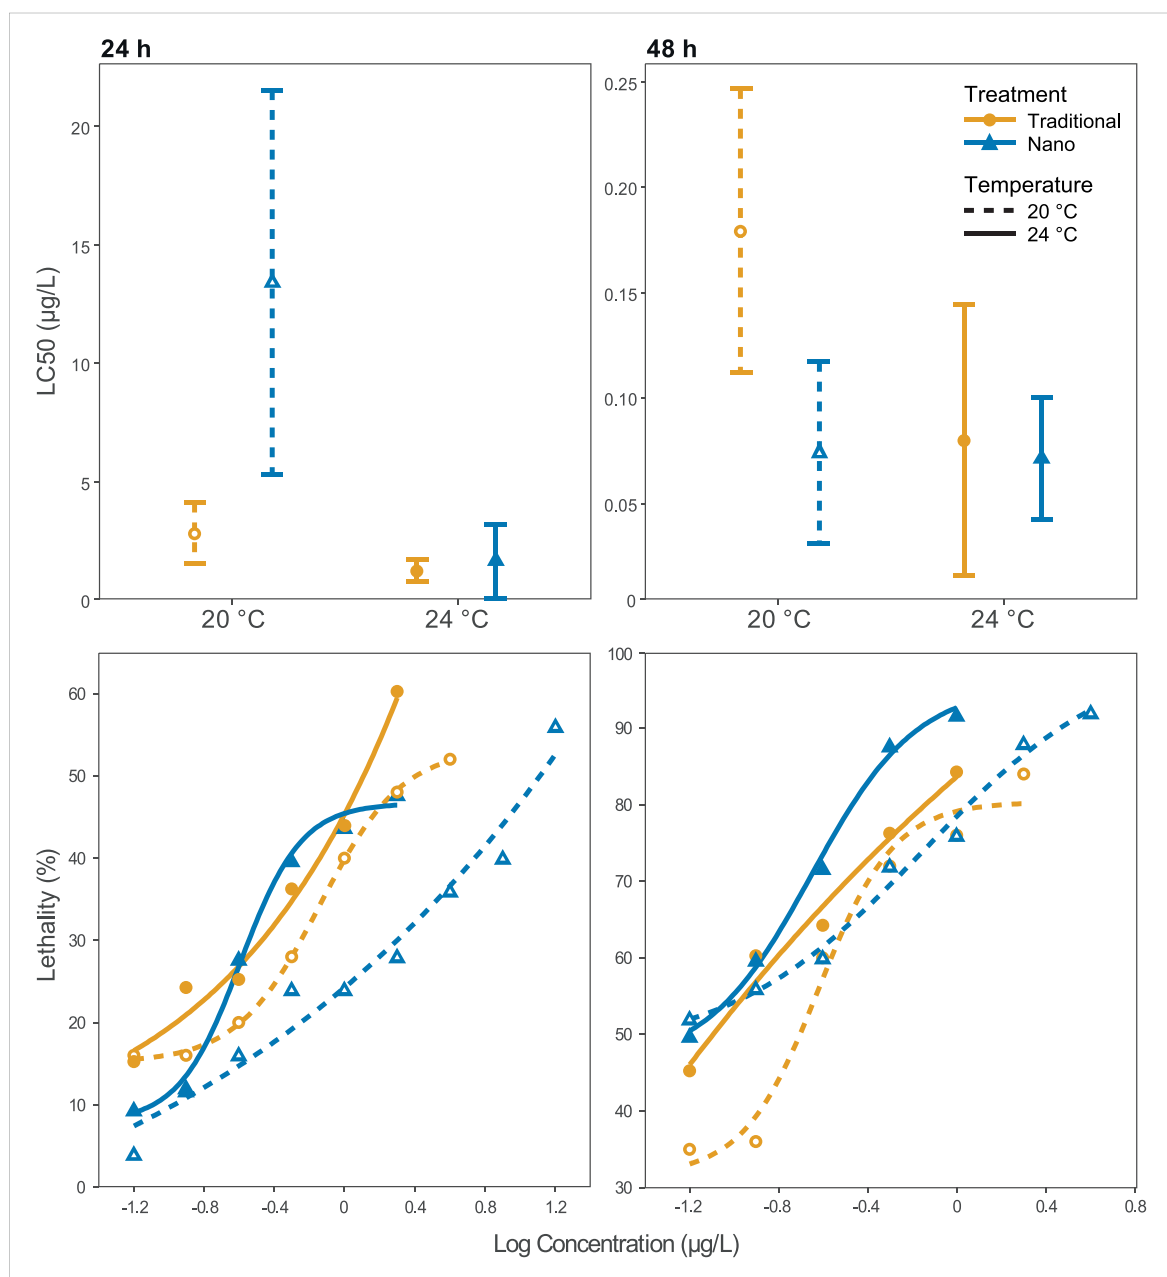 24 h
48 h
LC50 (µg/L)
20
15
10
5
0
20 °C
24 °C
0.25
0.20
0.15
0.10
0.05
0
20 °C
24 °C
Treatment
Traditional
Nano
Temperature
20 °C
24 °C
Lethality (%)
60
50
40
30
20
10
0
-1.2
-0.8
-0.4
0
0.4
0.8
1.2
100
90
80
70
60
50
40
30
-1.2
-0.8
-0.4
0
0.4
0.8
Log Concentration (µg/L)